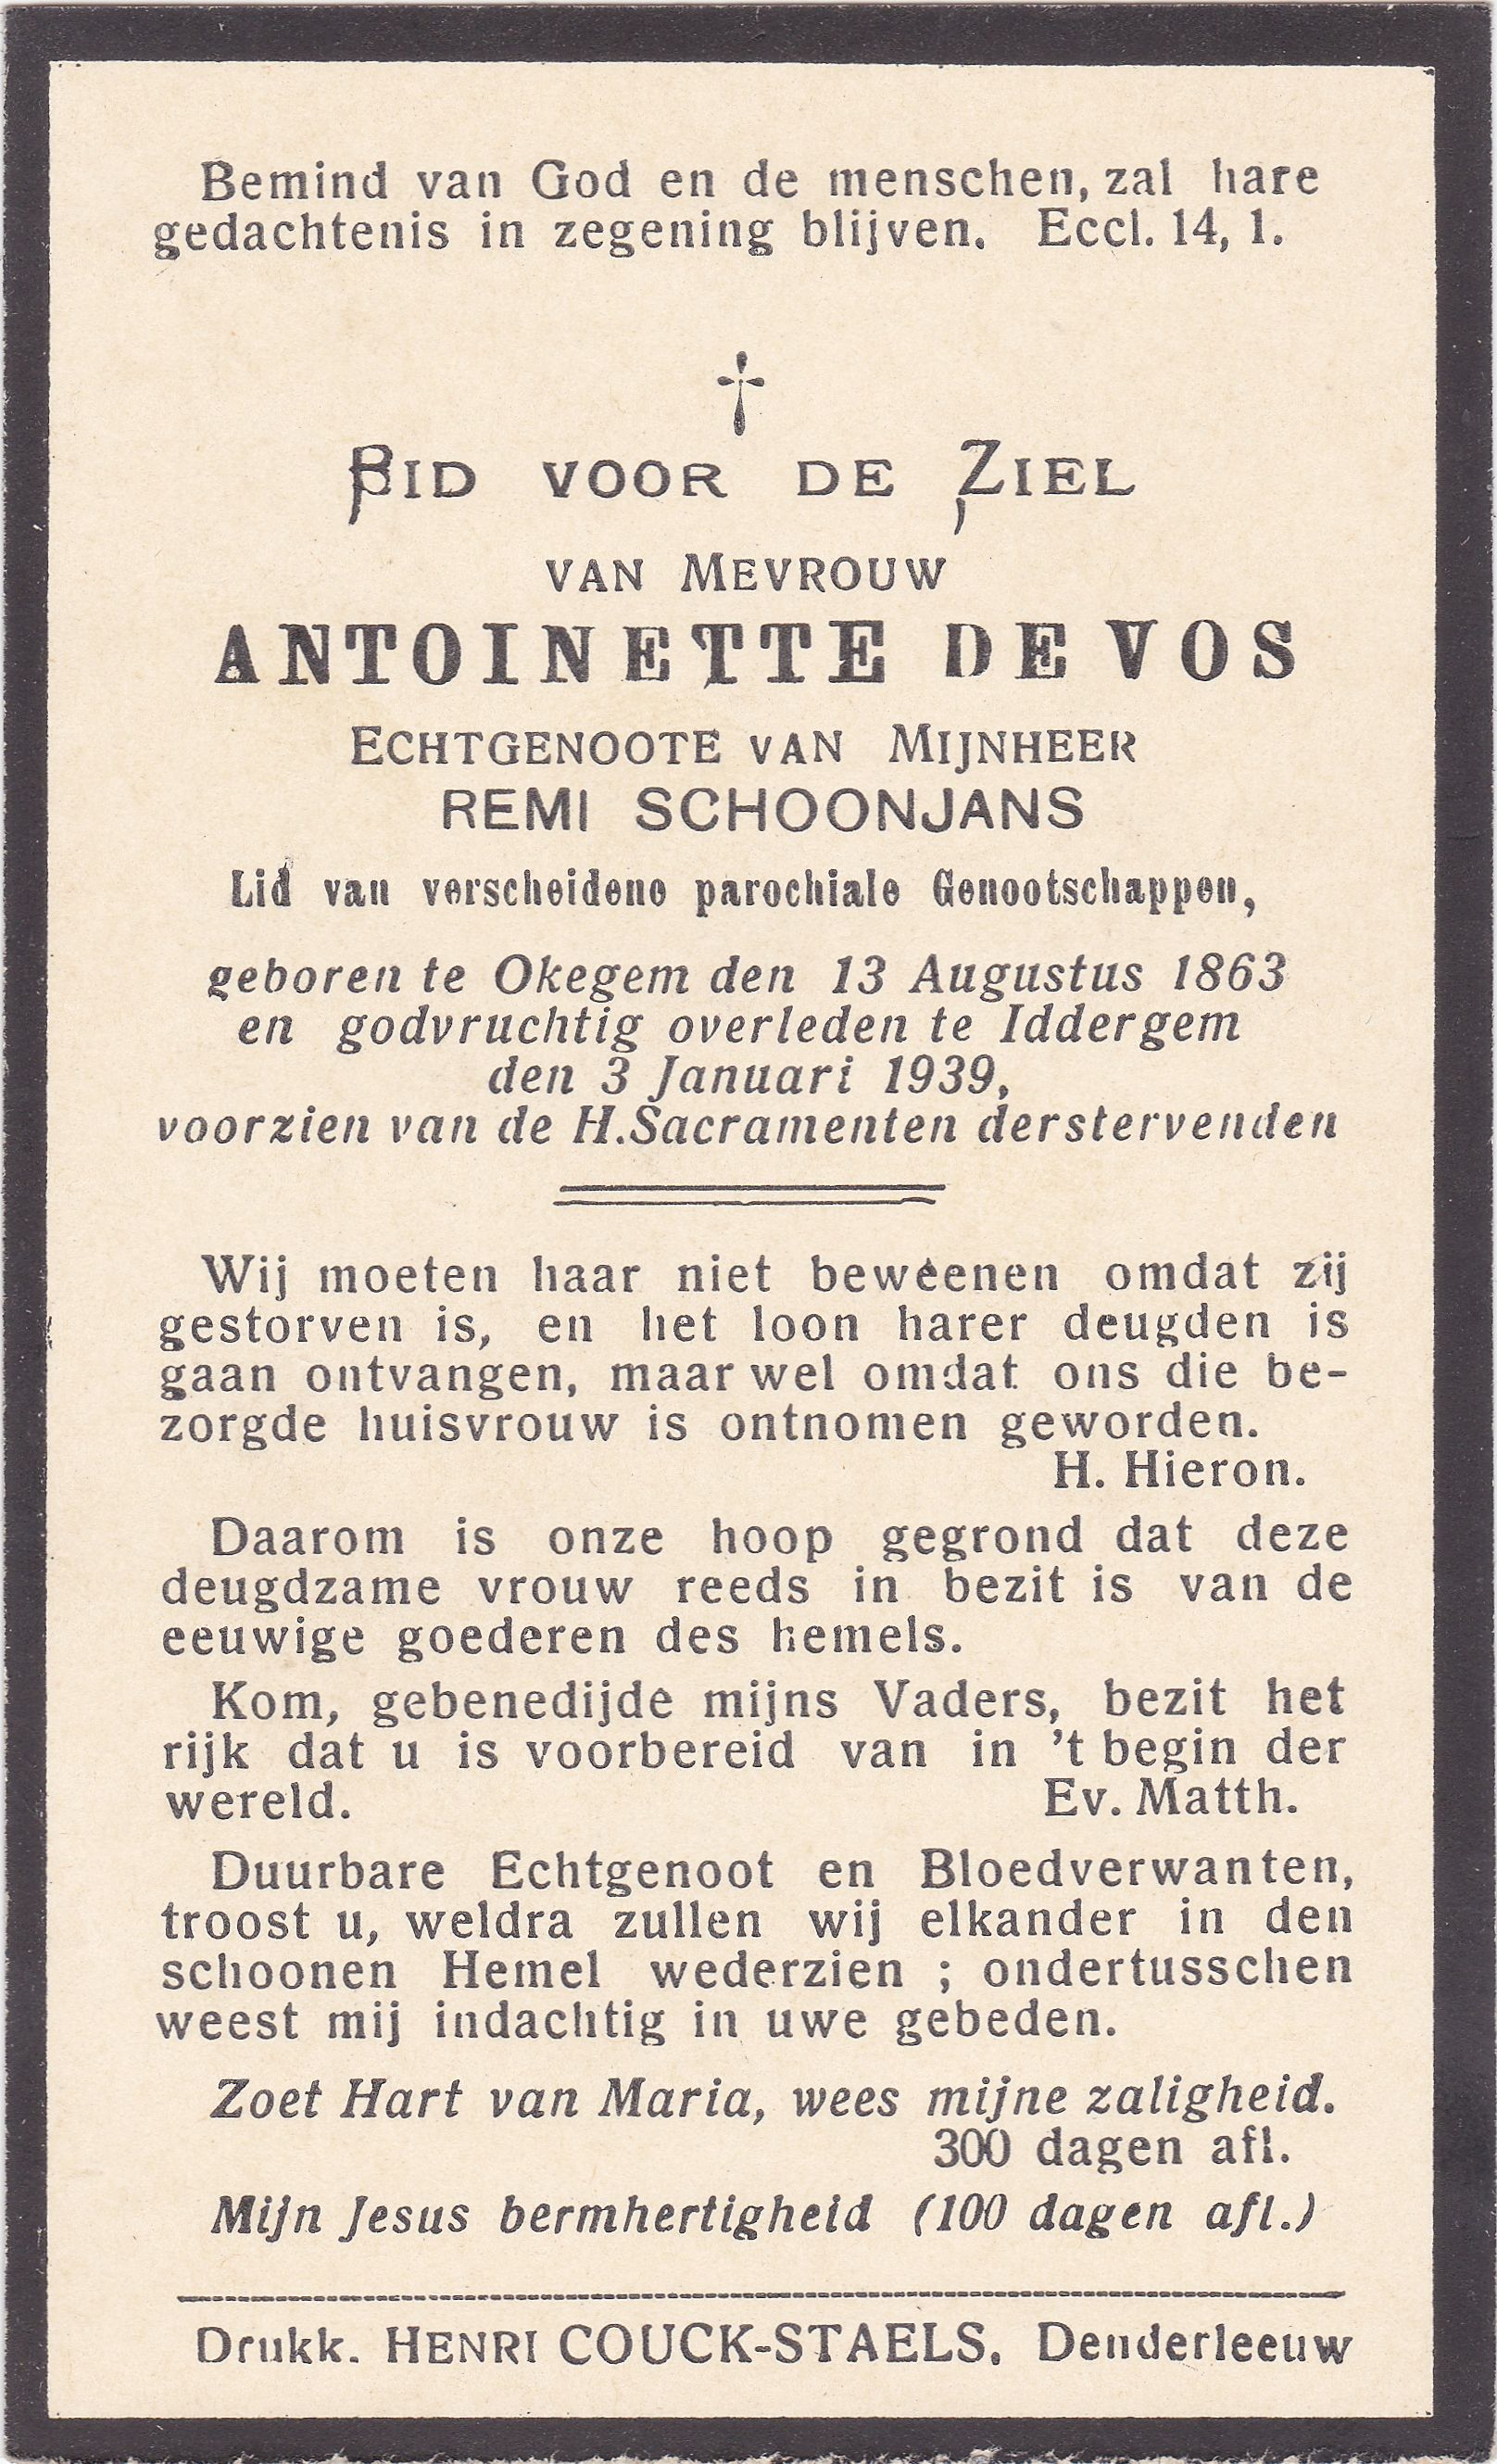 Bemind van God en de menschen, zal hare
gedachtenis in zegening blijven. Eccl. 14, 1.
†
BID VOOR DE ZIEL
VAN MEVROUW
ANTOINETTE DE VOS
ECHTGENOOTE VAN MIJNHEER
REMI SCHOONJANS
Lid van verscheidene parochiale Genootschappen,
geboren te Okegem den 13 Augustus 1863
en godvruchtig overleden te Iddergem
den 3 Januari 1939,
voorzien van de H.Sacramenten derstervenden
Wij moeten haar niet beweenen omdat zij
gestorven is, en het loon harer deugden is
gaan ontvangen, maar wel omdat ons die be-
zorgde huisvrouw is ontnomen geworden.
H. Hieron.
Daarom is onze hoop gegrond dat deze
deugdzame vrouw reeds in bezit is van de
eeuwige goederen des hemels.
Kom, gebenedijde mijns Vaders, bezit het
rijk dat u is voorbereid van in 't begin der
wereld. Ev. Matth.
Duurbare Echtgenoot en Bloedverwanten,
troost u, weldra zullen wij elkander in den
schoonen Hemel wederzien ; ondertusschen
weest mij indachtig in uwe gebeden.
Zoet Hart van Maria, wees mijne zaligheid.
300 dagen afl.
Mijn Jesus bermhertigheid (100 dagen afl.)
Drukk. HENRI COUCK-STAELS. Denderleeuw